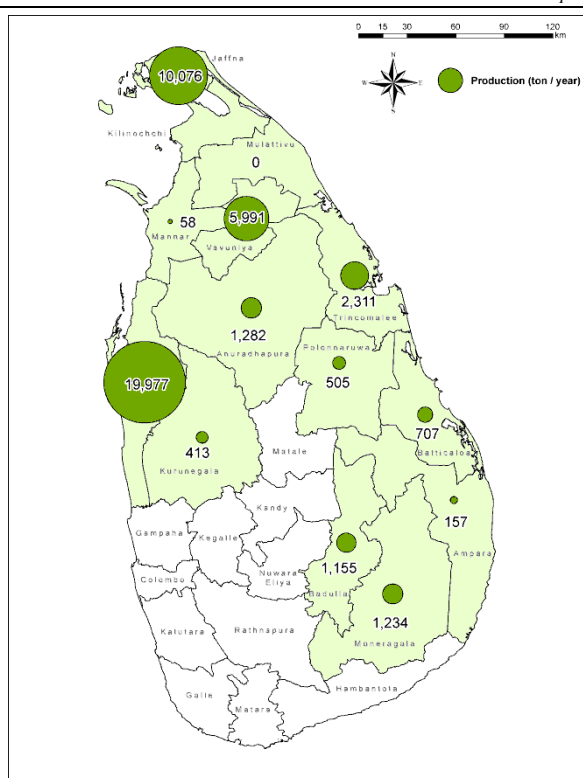 0 15 30 60 90 120
km
N
W E
S
Production (ton / year)
Jaffna
10,076
Kilinochchi
Mulattivu
0
58
Mannar
5,991
Vavuniya
2,311
Trincomalee
1,282
Anuradhapura
Polonnaruwa
505
19,977
413
Kurunegala
Matale
707
Batticaloa
157
Ampara
Kandy
Gampaha
Kegalle
1,155
Badulla
Nuwara
Eliya
Colombo
1,234
Moneragala
Kalutara
Rathnapura
Hambantota
Galle
Matara